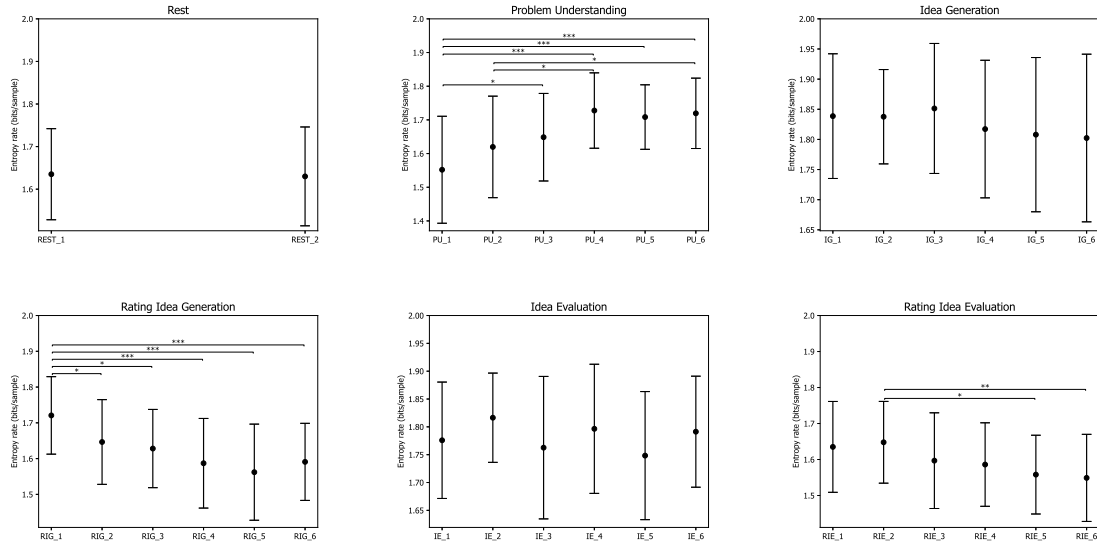 Rest
Entropy rate (bits/sample)
2.0
1.9
1.8
1.7
1.6
REST_1 REST_2
Problem Understanding
Entropy rate (bits/sample)
2.0
1.9
1.8
1.7
1.6
1.5
1.4
***
***
***
*
*
*
PU_1 PU_2 PU_3 PU_4 PU_5 PU_6
Idea Generation
Entropy rate (bits/sample)
2.00
1.95
1.90
1.85
1.80
1.75
1.70
1.65
IG_1 IG_2 IG_3 IG_4 IG_5 IG_6
Rating Idea Generation
Entropy rate (bits/sample)
2.0
1.9
1.8
1.7
1.6
1.5
***
***
***
*
*
RIG_1 RIG_2 RIG_3 RIG_4 RIG_5 RIG_6
Idea Evaluation
Entropy rate (bits/sample)
2.00
1.95
1.90
1.85
1.80
1.75
1.70
1.65
IE_1 IE_2 IE_3 IE_4 IE_5 IE_6
Rating Idea Evaluation
Entropy rate (bits/sample)
2.0
1.9
1.8
1.7
1.6
1.5
**
*
RIE_1 RIE_2 RIE_3 RIE_4 RIE_5 RIE_6